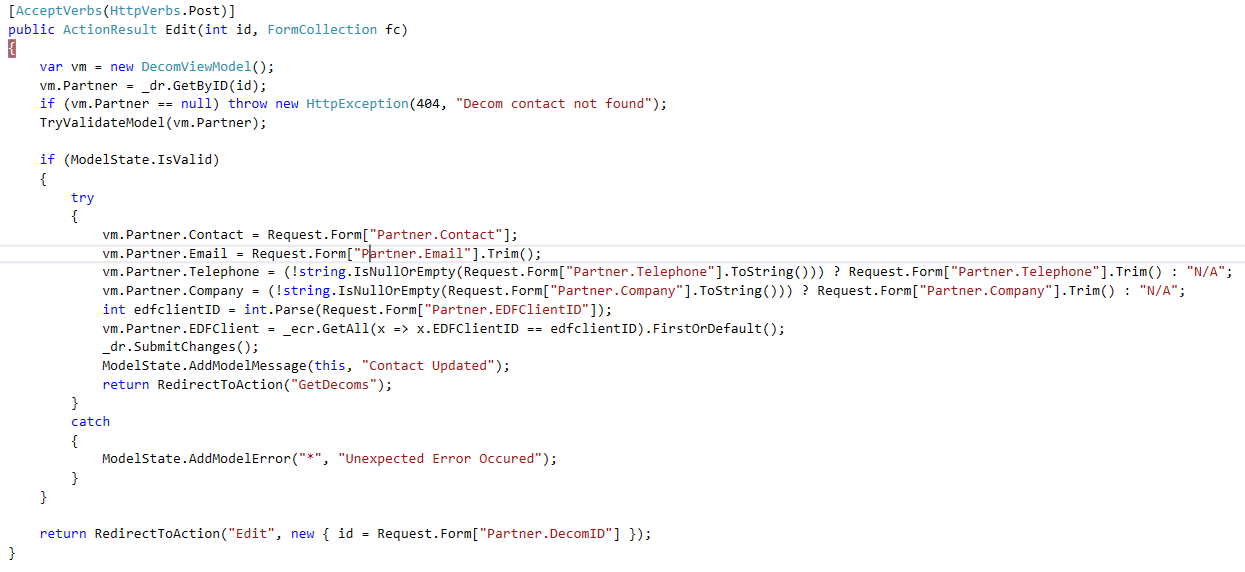 [AcceptVerbs(HttpVerbs.Post)]
public ActionResult Edit(int id, FormCollection fc)
{
    var vm = new DecomViewModel();
    vm.Partner = _dr.GetByID(id);
    if (vm.Partner == null) throw new HttpException(404, "Decom contact not found");
    TryValidateModel(vm.Partner);

    if (ModelState.IsValid)
    {
        try
        {
            vm.Partner.Contact = Request.Form["Partner.Contact"];
            vm.Partner.Email = Request.Form["Partner.Email"].Trim();
            vm.Partner.Telephone = (!string.IsNullOrEmpty(Request.Form["Partner.Telephone"].ToString())) ? Request.Form["Partner.Telephone"].Trim() : "N/A";
            vm.Partner.Company = (!string.IsNullOrEmpty(Request.Form["Partner.Company"].ToString())) ? Request.Form["Partner.Company"].Trim() : "N/A";
            int edfclientID = int.Parse(Request.Form["Partner.EDFClientID"]);
            vm.Partner.EDFClient = _ecr.GetAll(x => x.EDFClientID == edfclientID).FirstOrDefault();
            _dr.SubmitChanges();
            ModelState.AddModelMessage(this, "Contact Updated");
            return RedirectToAction("GetDecoms");
        }
        catch
        {
            ModelState.AddModelError("*", "Unexpected Error Occured");
        }
    }

    return RedirectToAction("Edit", new { id = Request.Form["Partner.DecomID"] });
}